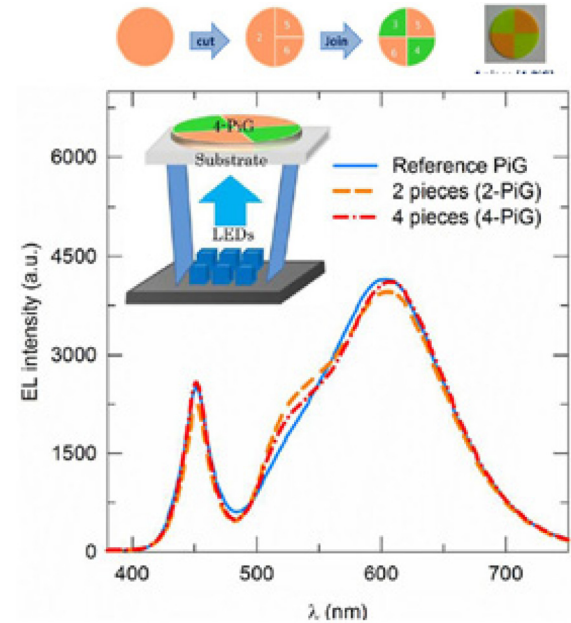 cut
2
5
6
Join
3
5
6
4
6000
4500
3000
1500
0
EL intensity (a.u.)
4-PiG
Substrate
LEDs
Reference PiG
2 pieces (2-PiG)
4 pieces (4-PiG)
400 500 600 700
λ (nm)